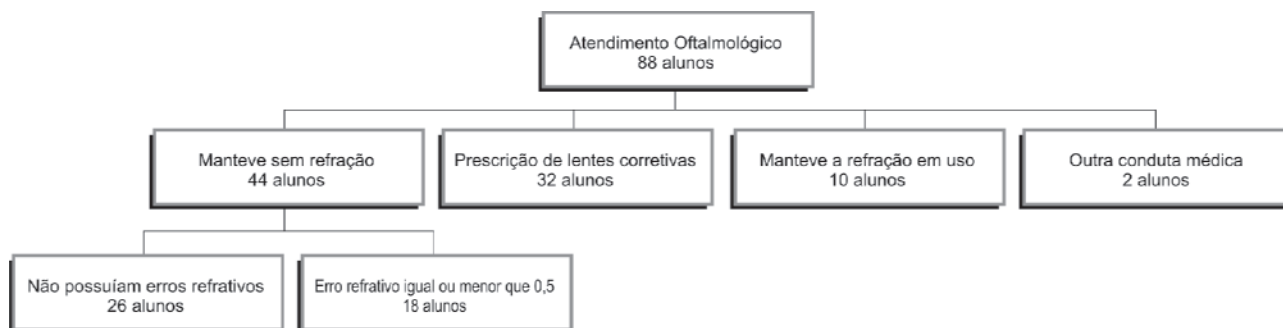 Atendimento Oftalmológico
88 alunos
Manteve sem refração
44 alunos
Prescrição de lentes corretivas
32 alunos
Manteve a refração em uso
10 alunos
Outra conduta médica
2 alunos
Não possuíam erros refrativos
26 alunos
Erro refrativo igual ou menor que 0,5
18 alunos